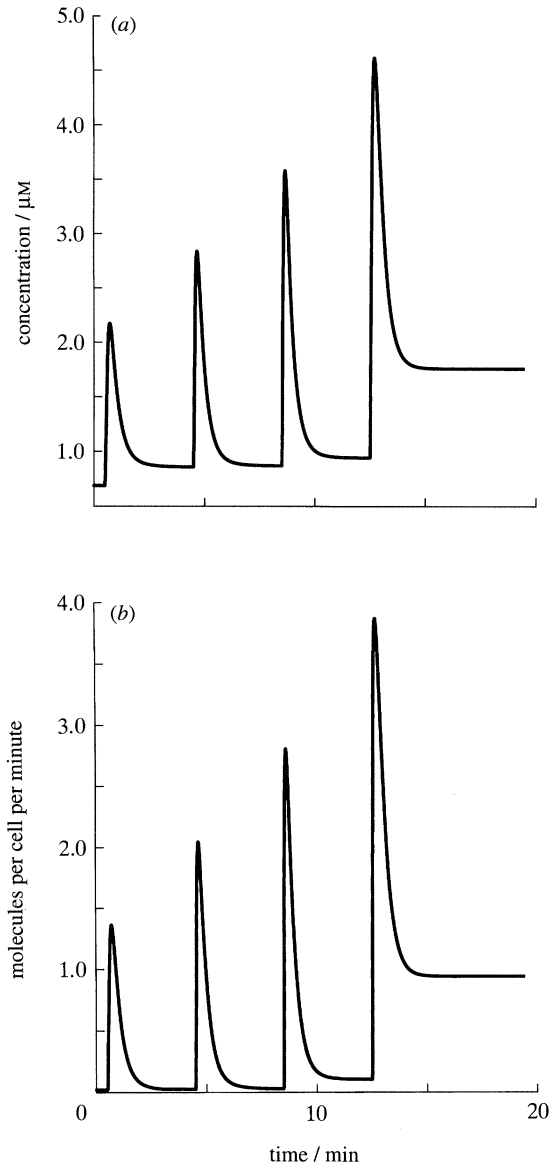 (a)
5.0
4.0
3.0
2.0
1.0
concentration / μM
(b)
4.0
3.0
2.0
1.0
molecules per cell per minute
0 10 20
time / min